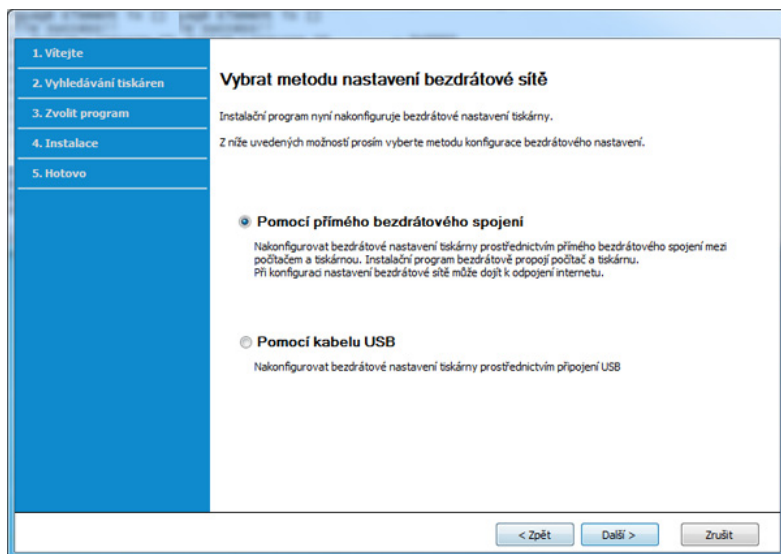 1. Vítejte
2. Vyhledávání tiskáren
3. Zvolit program
4. Instalace
5. Hotovo
Vybrat metodu nastavení bezdrátové sítě
Instalační program nyní nakonfiguruje bezdrátové nastavení tiskárny.
Z níže uvedených možností prosím vyberte metodu konfigurace bezdrátového nastavení.
Pomocí přímého bezdrátového spojení
Nakonfigurovat bezdrátové nastavení tiskárny prostřednictvím přímého bezdrátového spojení mezi
počítačem a tiskárnou. Instalační program bezdrátově propojí počítač a tiskárnu.
Při konfiguraci nastavení bezdrátové sítě může dojít k odpojení internetu.
Pomocí kabelu USB
Nakonfigurovat bezdrátové nastavení tiskárny prostřednictvím připojení USB
< Zpět Další > Zrušit